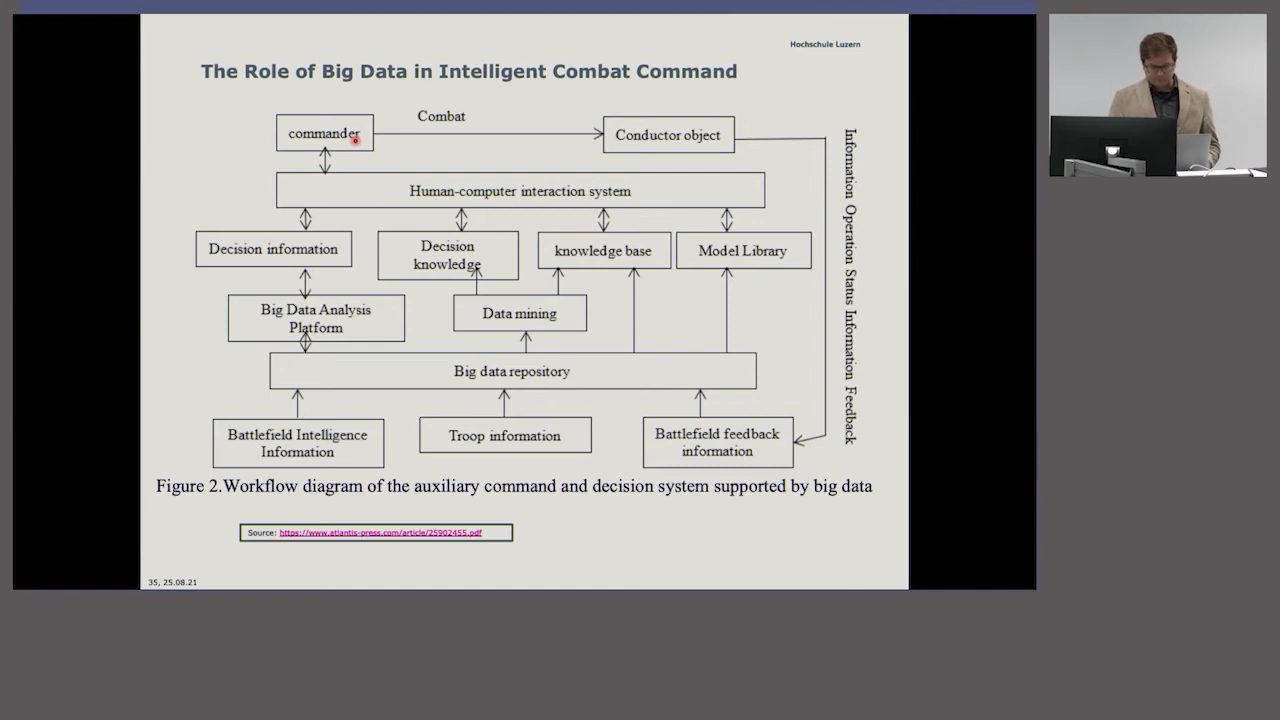 Hochschule Luzern
The Role of Big Data in Intelligent Combat Command
commander
Combat
Conductor object
Human-computer interaction system
Decision information
Decision
knowledge
knowledge base
Model Library
Big Data Analysis
Platform
Data mining
Big data repository
Battlefield Intelligence
Information
Troop information
Battlefield feedback
information
Information Operation Status Information Feedback
Figure 2.Workflow diagram of the auxiliary command and decision system supported by big data
Source: https://www.atlantis-press.com/article/25902455.pdf
35, 25.08.21